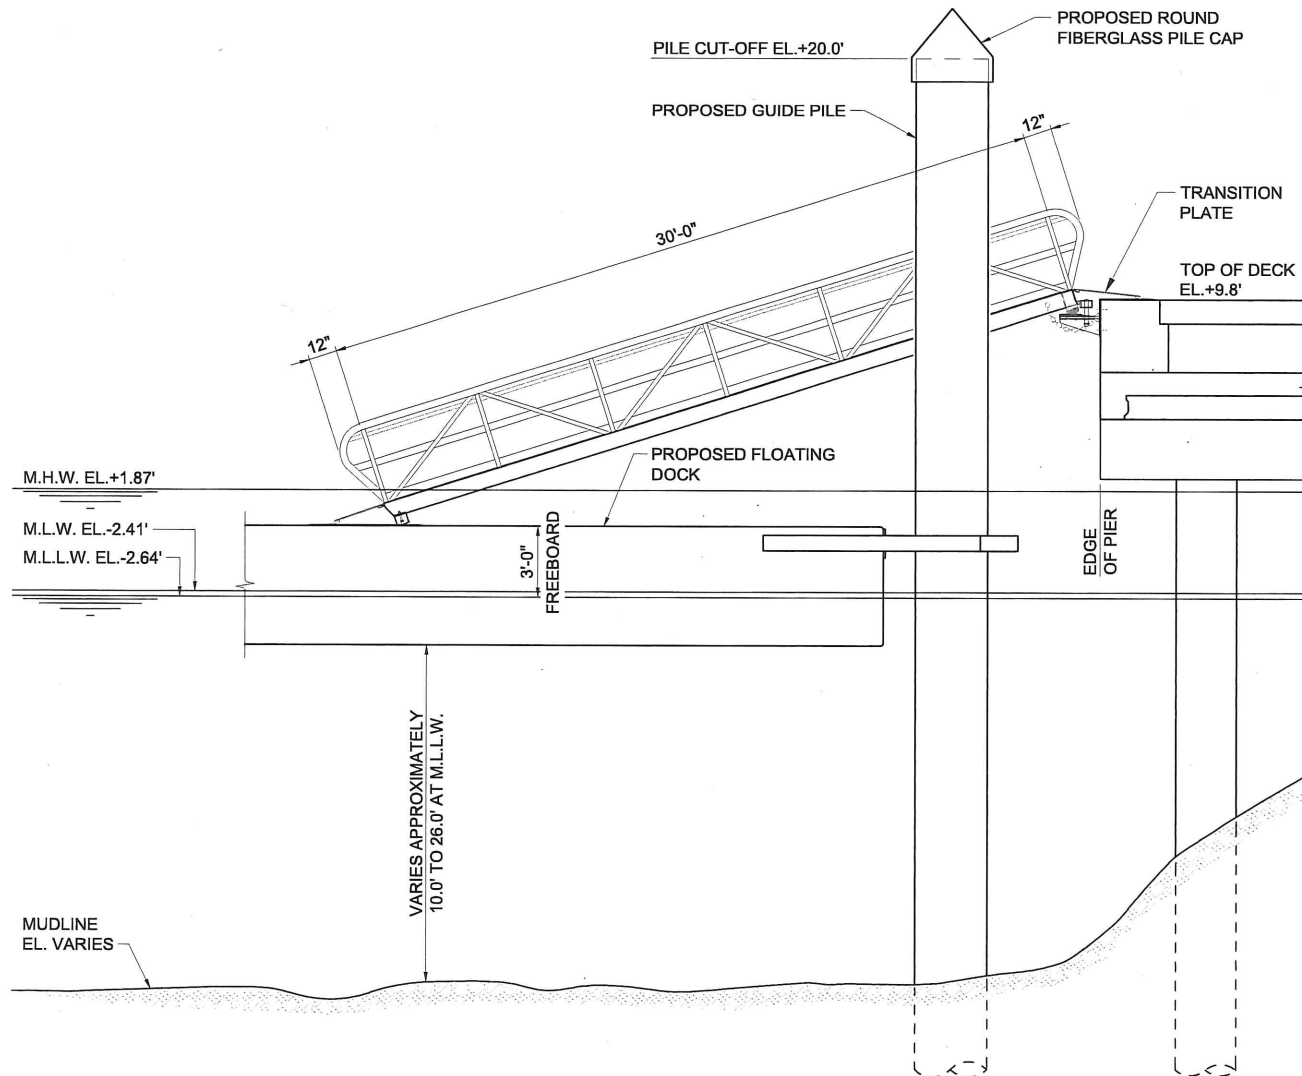 PROPOSED ROUND
FIBERGLASS PILE CAP
PILE CUT-OFF EL.+20.0'
PROPOSED GUIDE PILE
12"
TRANSITION
PLATE
30'-0"
TOP OF DECK
EL.+9.8'
12"
PROPOSED FLOATING
DOCK
M.H.W. EL.+1.87'
M.L.W. EL.-2.41'
M.L.L.W. EL.-2.64'
3'-0"
FREEBOARD
EDGE
OF PIER
VARIES APPROXIMATELY
10.0' TO 26.0' AT M.L.L.W.
MUDLINE
EL. VARIES